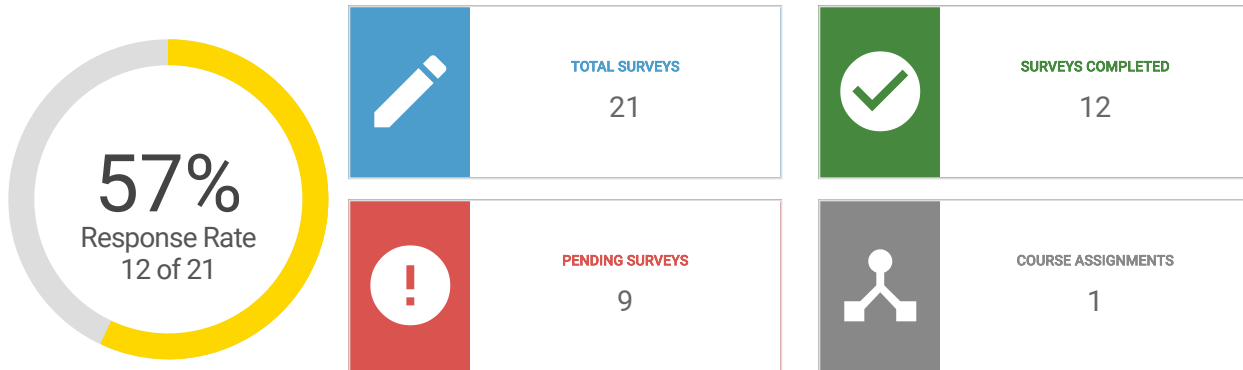 57%
Response Rate
12 of 21
TOTAL SURVEYS
21
SURVEYS COMPLETED
12
PENDING SURVEYS
9
COURSE ASSIGNMENTS
1